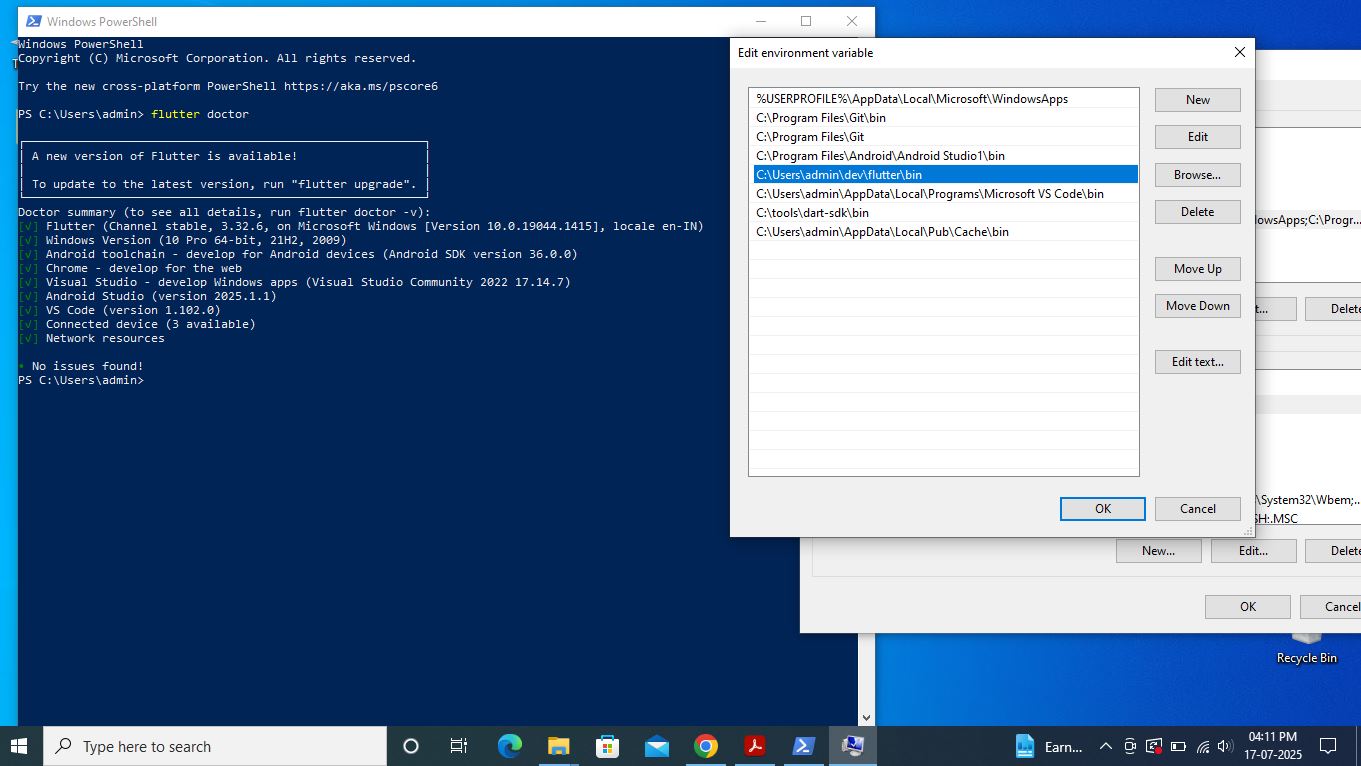 Windows PowerShell
Windows PowerShell
Copyright (C) Microsoft Corporation. All rights reserved.
Try the new cross-platform PowerShell https://aka.ms/pscore6
PS C:\Users\admin> flutter doctor
A new version of Flutter is available!
To update to the latest version, run "flutter upgrade".
Doctor summary (to see all details, run flutter doctor -v):
[√] Flutter (Channel stable, 3.32.6, on Microsoft Windows [Version 10.0.19044.1415], locale en-IN)
[√] Windows Version (10 Pro 64-bit, 21H2, 2009)
[√] Android toolchain - develop for Android devices (Android SDK version 36.0.0)
[√] Chrome - develop for the web
[√] Visual Studio - develop Windows apps (Visual Studio Community 2022 17.14.7)
[√] Android Studio (version 2025.1.1)
[√] VS Code (version 1.102.0)
[√] Connected device (3 available)
[√] Network resources
• No issues found!
PS C:\Users\admin>
Edit environment variable
%USERPROFILE%\AppData\Local\Microsoft\WindowsApps
C:\Program Files\Git\bin
C:\Program Files\Git
C:\Program Files\Android\Android Studio1\bin
C:\Users\admin\dev\flutter\bin
C:\Users\admin\AppData\Local\Programs\Microsoft VS Code\bin
C:\tools\dart-sdk\bin
C:\Users\admin\AppData\Local\Pub\Cache\bin
New
Edit
Browse...
Delete
Move Up
Move Down
Edit text...
OK
Cancel
dowsApps;C:\Progr...
t...
Delete
\System32\Wbem;...
SH;.MSC
New...
Edit...
Delete
OK
Cancel
Recycle Bin
Type here to search
Earn...
04:11 PM
17-07-2025